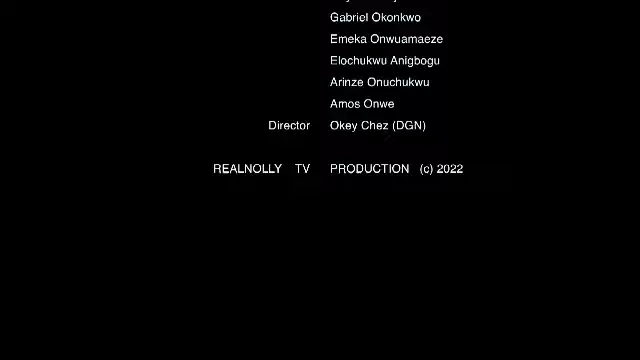 Gabriel Okonkwo
Emeka Onwuamaeze
Elochukwu Anigbogu
Arinze Onuchukwu
Amos Onwe
Director Okey Chez (DGN)
REALNOLLY TV PRODUCTION (c) 2022